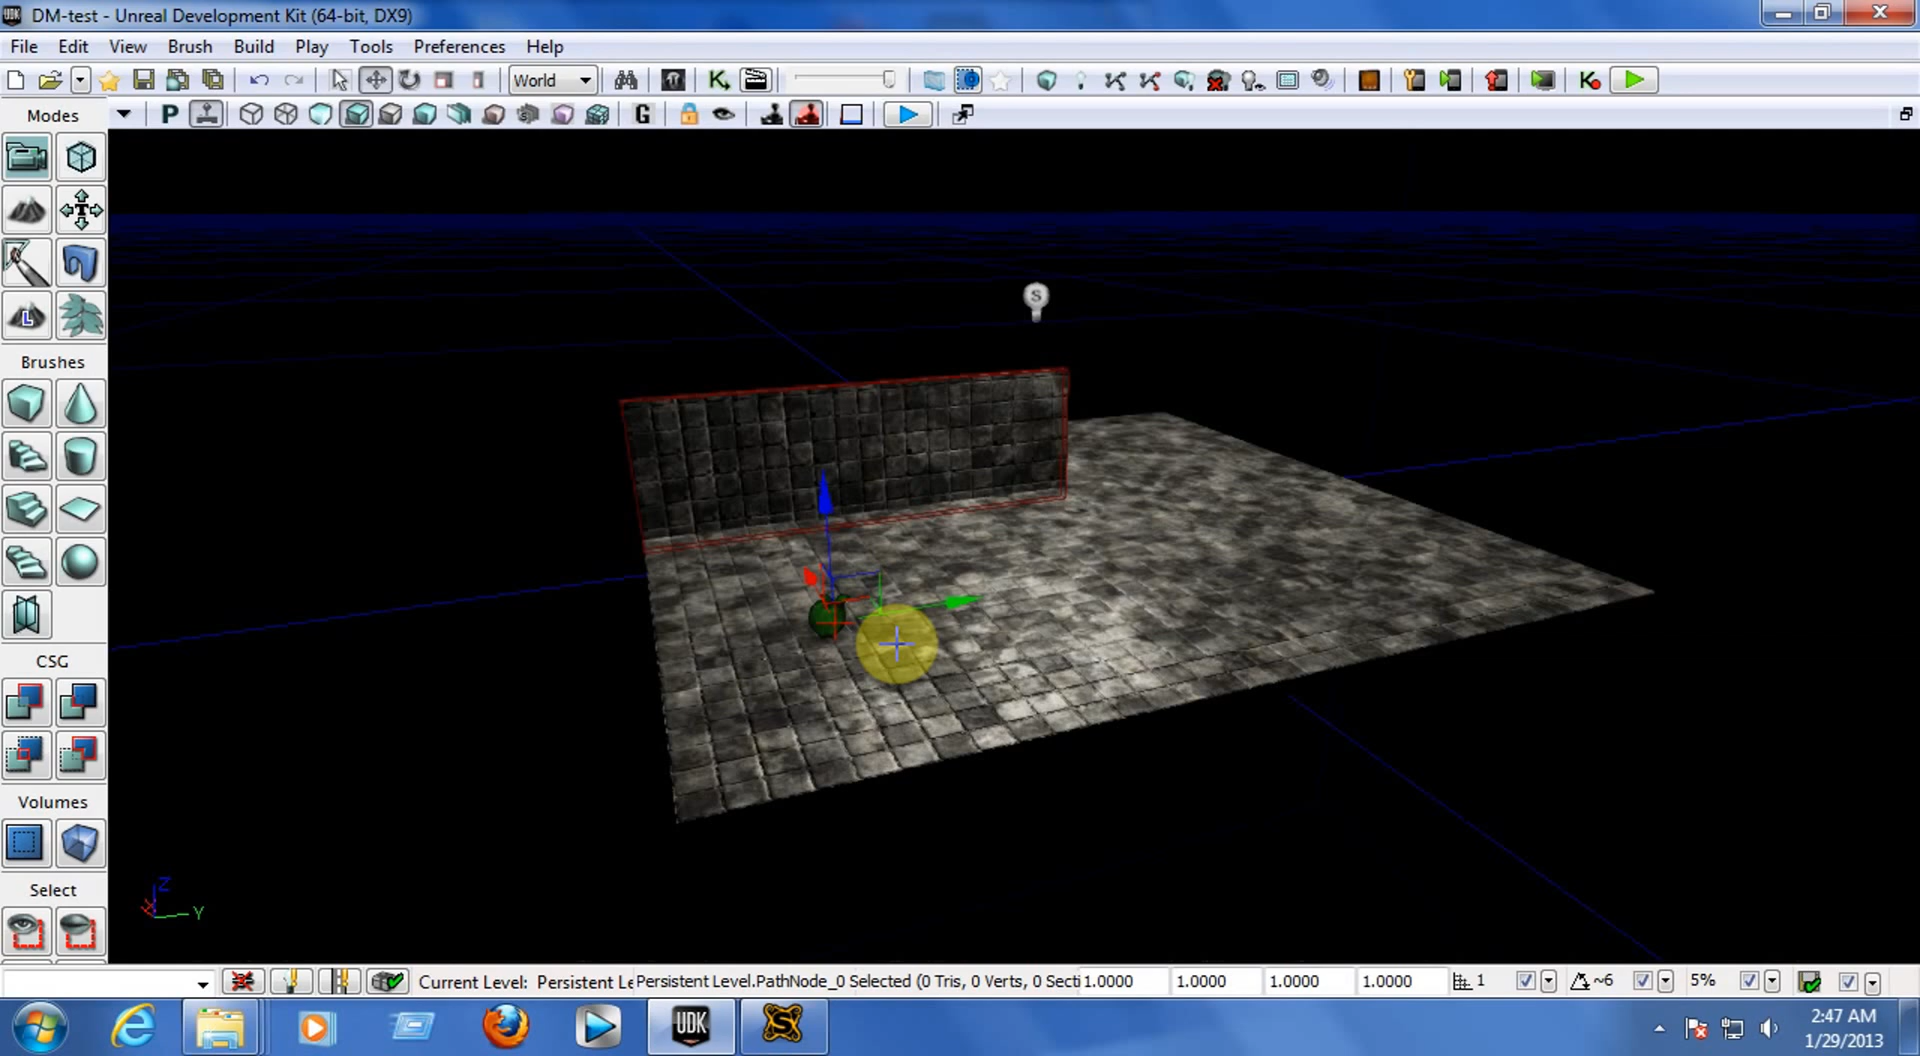 DM-test - Unreal Development Kit (64-bit, DX9)
File Edit View Brush Build Play Tools Preferences Help
World
Modes
P G
L
S
Brushes
CSG
Volumes
Select
Z
X Y
Current Level: Persistent Le Persistent Level.PathNode_0 Selected (0 Tris, 0 Verts, 0 Secti 1.0000 1.0000 1.0000 1.0000 1 ~6 5%
UDK
2:47 AM
1/29/2013